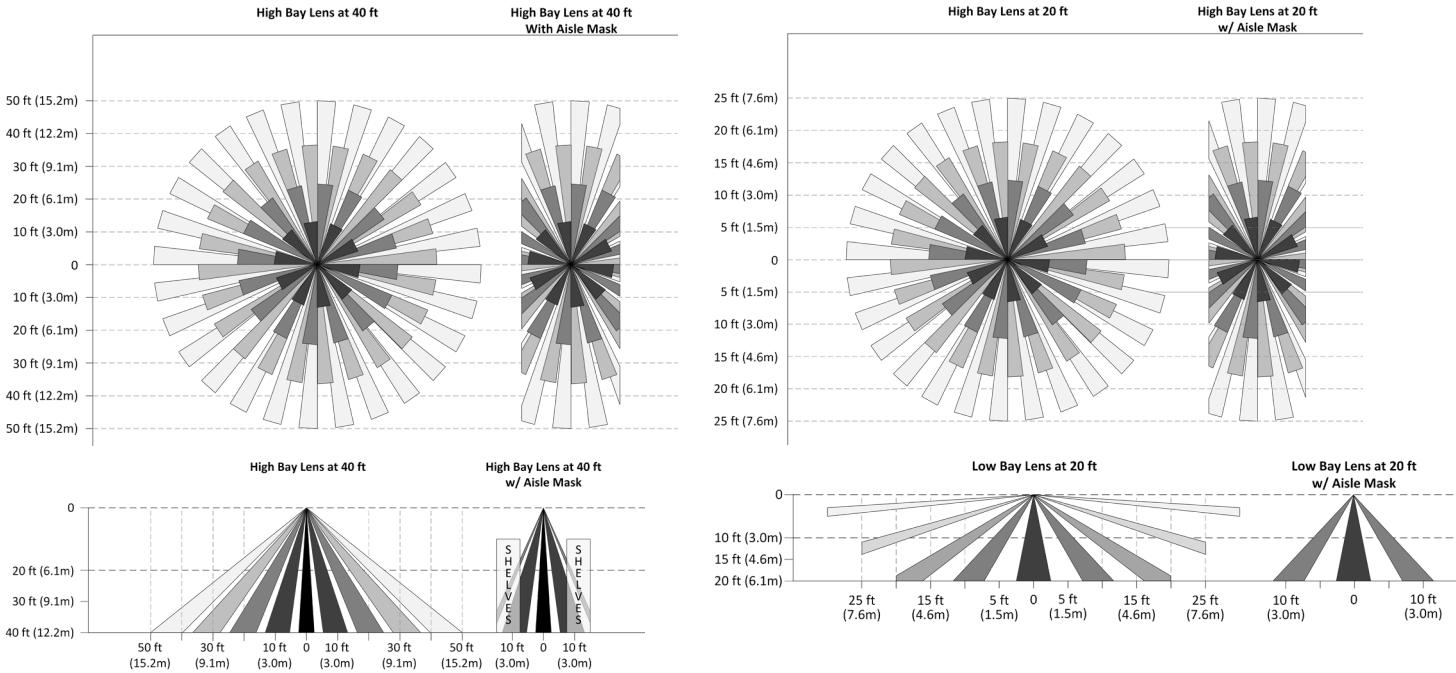 High Bay Lens at 40 ft
High Bay Lens at 40 ft
With Aisle Mask
50 ft (15.2m)
40 ft (12.2m)
30 ft (9.1m)
20 ft (6.1m)
10 ft (3.0m)
0
10 ft (3.0m)
20 ft (6.1m)
30 ft (9.1m)
40 ft (12.2m)
50 ft (15.2m)
High Bay Lens at 20 ft
High Bay Lens at 20 ft
w/ Aisle Mask
25 ft (7.6m)
20 ft (6.1m)
15 ft (4.6m)
10 ft (3.0m)
5 ft (1.5m)
0
5 ft (1.5m)
10 ft (3.0m)
15 ft (4.6m)
20 ft (6.1m)
25 ft (7.6m)
High Bay Lens at 40 ft
High Bay Lens at 40 ft
w/ Aisle Mask
0
20 ft (6.1m)
30 ft (9.1m)
40 ft (12.2m)
SHELVES
SHELVES
50 ft 30 ft 10 ft 0 10 ft 30 ft 50 ft 10 ft 0 10 ft
(15.2m) (9.1m) (3.0m) (3.0m) (9.1m) (15.2m) (3.0m) (3.0m)
Low Bay Lens at 20 ft
Low Bay Lens at 20 ft
w/ Aisle Mask
0
10 ft (3.0m)
15 ft (4.6m)
20 ft (6.1m)
25 ft 15 ft 5 ft 0 5 ft 15 ft 25 ft 10 ft 0 10 ft
(7.6m) (4.6m) (1.5m) (1.5m) (4.6m) (7.6m) (3.0m) (3.0m)